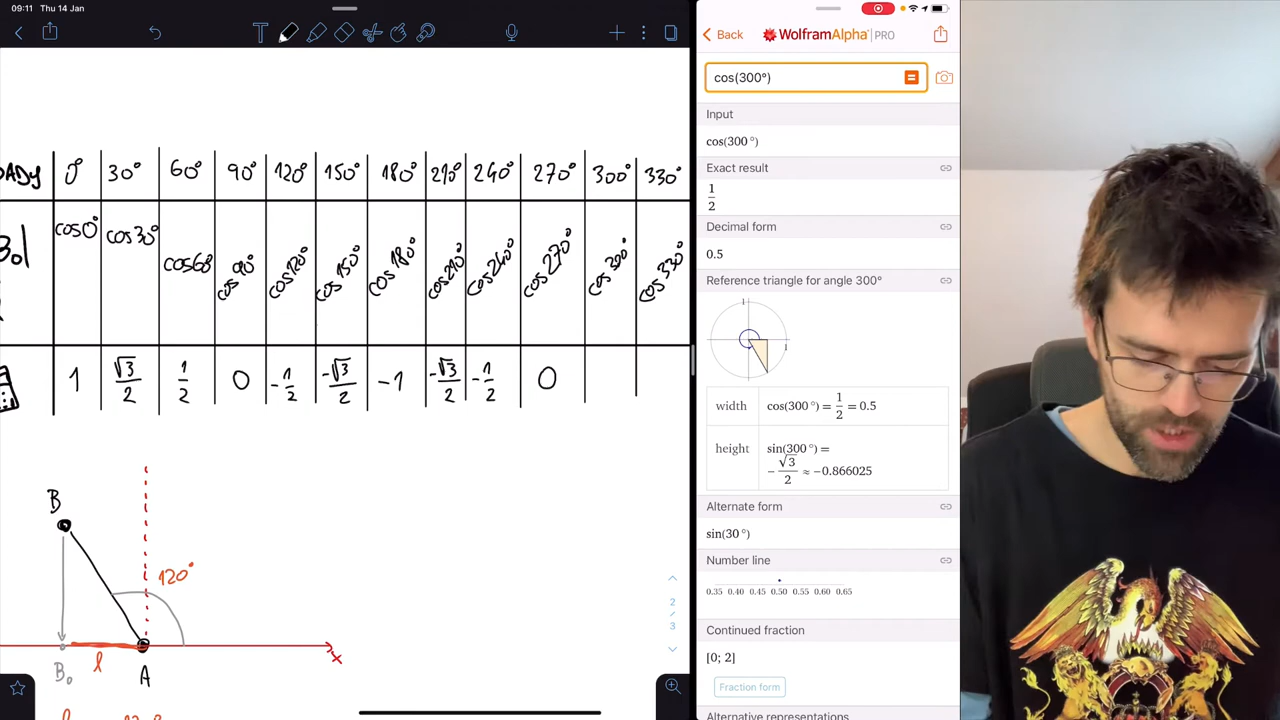 09:11 Thu 14 Jan
Back
WolframAlpha PRO
cos(300°)
Input
cos(300 °)
Exact result
1
2
Decimal form
0.5
Reference triangle for angle 300°
1
1
width cos(300 °) = 1/2 = 0.5
height sin(300 °) =
-√3/2 ≈ -0.866025
Alternate form
sin(30 °)
Number line
0.35 0.40 0.45 0.50 0.55 0.60 0.65
Continued fraction
[0; 2]
Fraction form
Alternative representations
0° 30° 60° 90° 120° 150° 180° 210° 240° 270° 300° 330°
cos0° cos30° cos60 cos90° cos120° cos150° cos180° cos210° cos240° cos270° cos300° cos330°
1 √3/2 1/2 0 -1/2 -√3/2 -1 -√3/2 -1/2 0
B
120°
x
B₀ l A
2
/
3